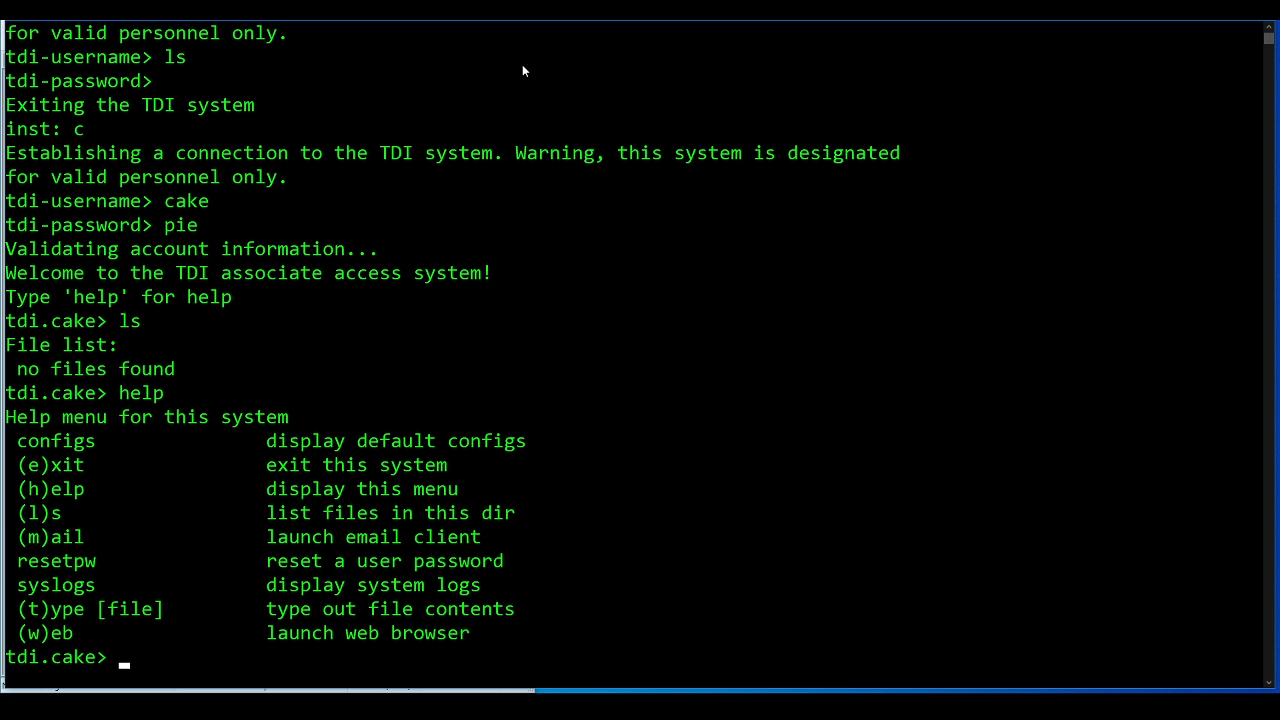 for valid personnel only.
tdi-username> ls
tdi-password>
Exiting the TDI system
inst: c
Establishing a connection to the TDI system. Warning, this system is designated
for valid personnel only.
tdi-username> cake
tdi-password> pie
Validating account information...
Welcome to the TDI associate access system!
Type 'help' for help
tdi.cake> ls
File list:
 no files found
tdi.cake> help
Help menu for this system
 configs               display default configs
 (e)xit                exit this system
 (h)elp                display this menu
 (l)s                  list files in this dir
 (m)ail                launch email client
 resetpw               reset a user password
 syslogs               display system logs
 (t)ype [file]         type out file contents
 (w)eb                 launch web browser
tdi.cake>